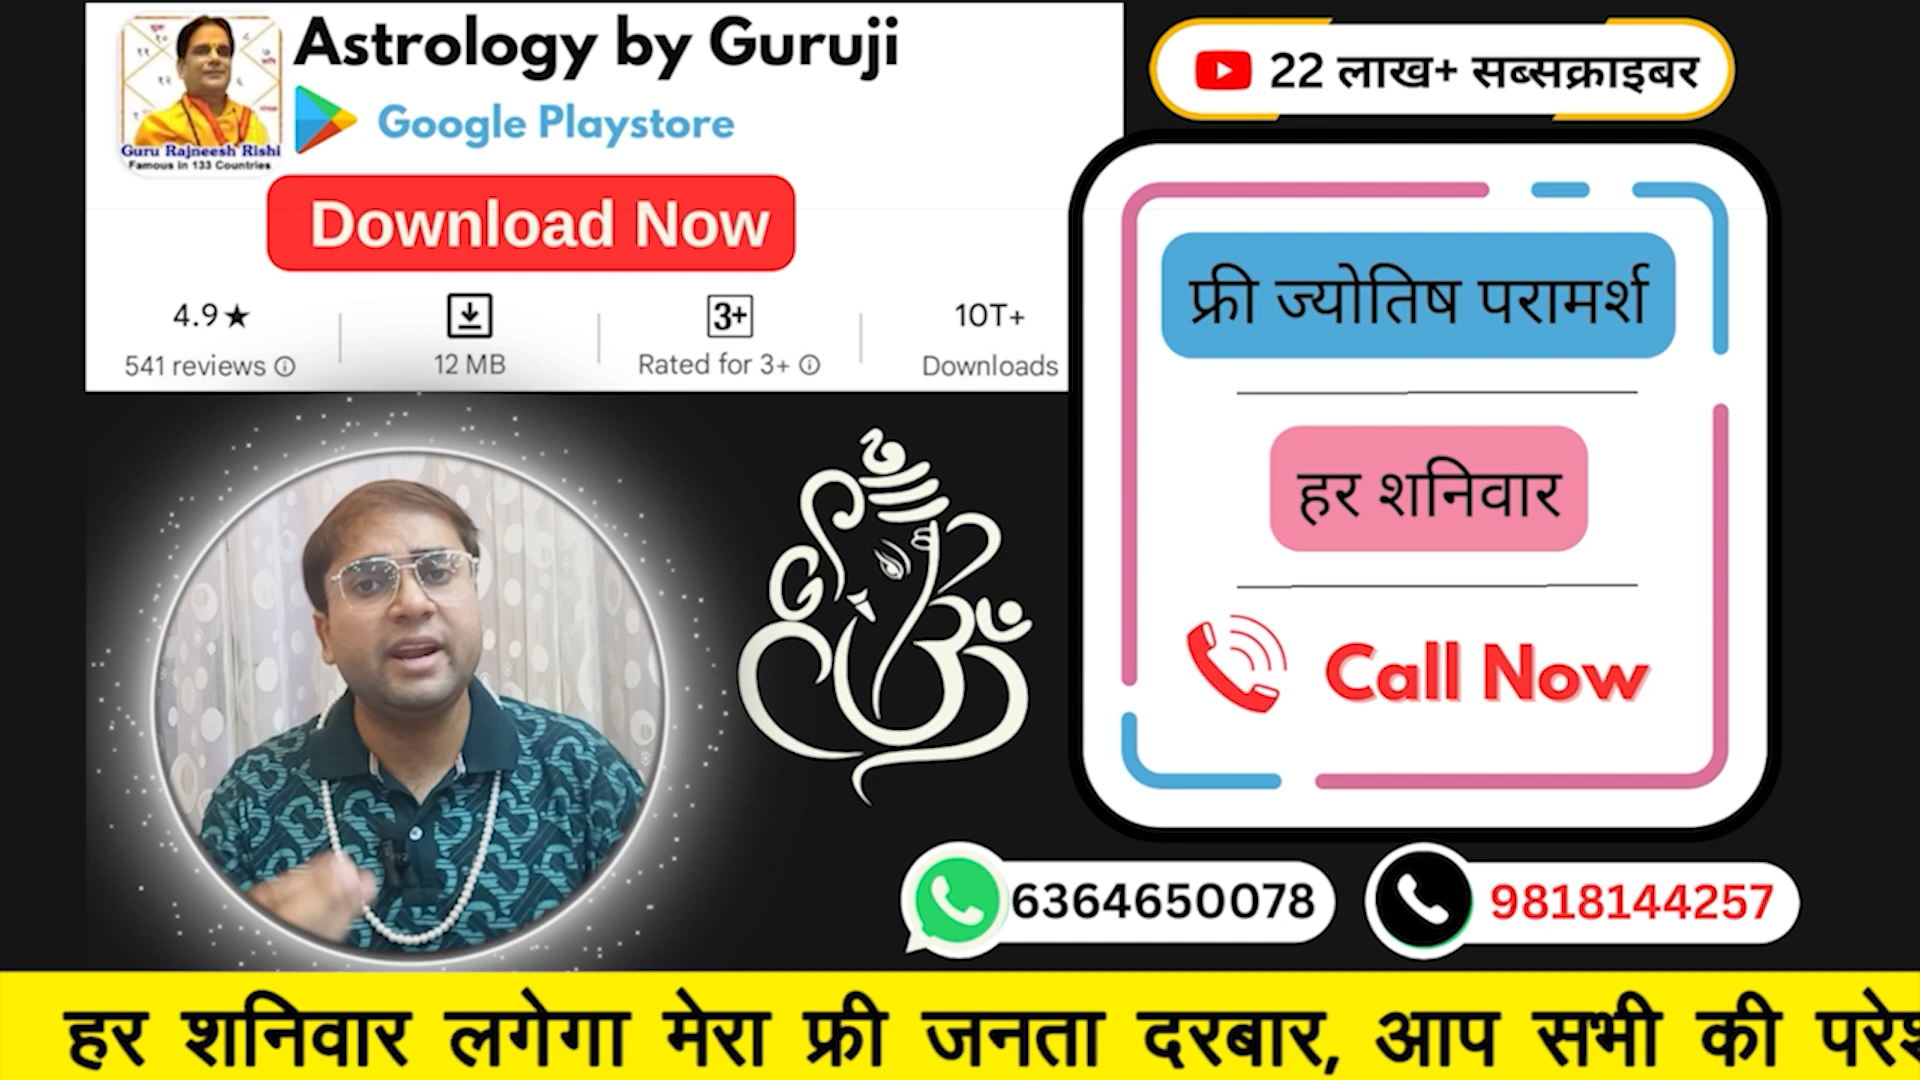 Astrology by Guruji
Google Playstore
Guru Rajneesh Rishi
Famous in 133 Countries
Download Now
4.9★
541 reviews
12 MB
3+
Rated for 3+
10T+
Downloads
22 लाख+ सब्सक्राइबर
फ्री ज्योतिष परामर्श
हर शनिवार
Call Now
6364650078
9818144257
हर शनिवार लगेगा मेरा फ्री जनता दरबार, आप सभी की